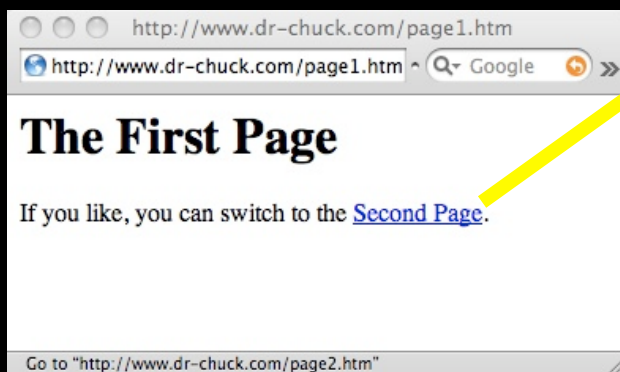 http://www.dr-chuck.com/page1.htm
http://www.dr-chuck.com/page1.htm Google
The First Page
If you like, you can switch to the Second Page.
Go to "http://www.dr-chuck.com/page2.htm"